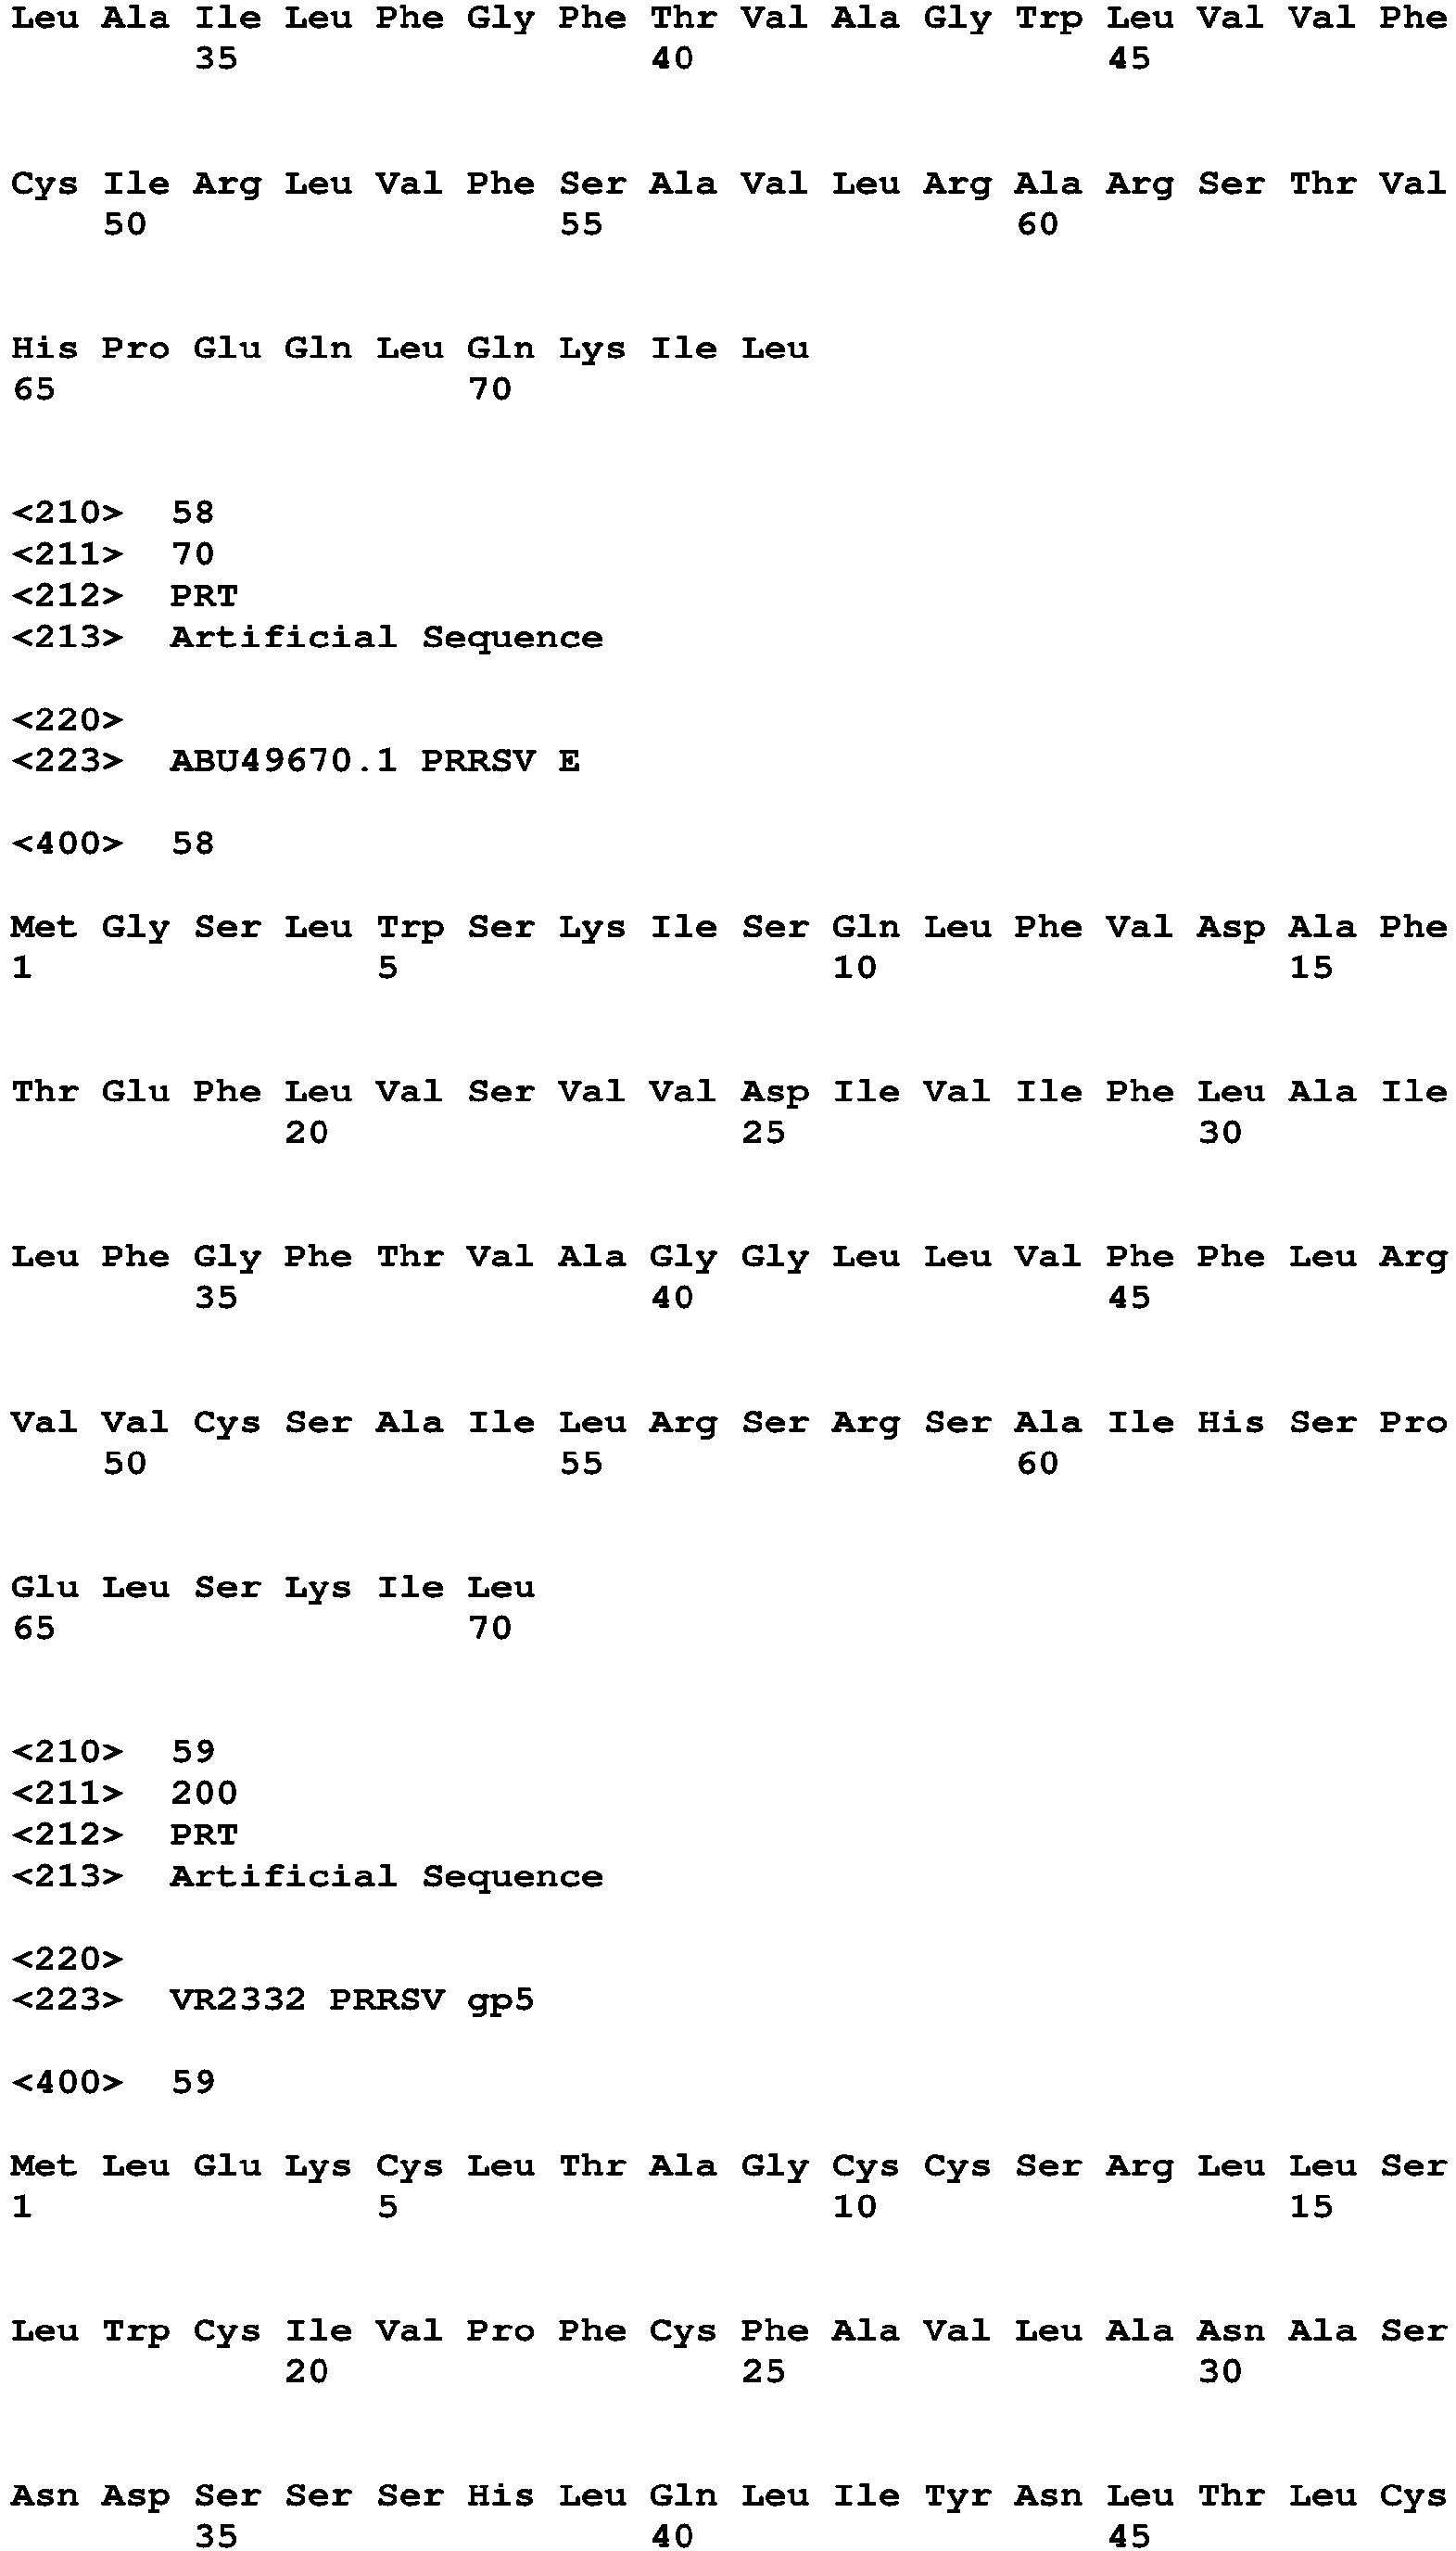 Leu Ala Ile Leu Phe Gly Phe Thr Val Ala Gly Trp Leu Val Val Phe
35 40 45
Cys Ile Arg Leu Val Phe Ser Ala Val Leu Arg Ala Arg Ser Thr Val
50 55 60
His Pro Glu Gln Leu Gln Lys Ile Leu
65 70
<210> 58
<211> 70
<212> PRT
<213> Artificial Sequence
<220>
<223> ABU49670.1 PRRSV E
<400> 58
Met Gly Ser Leu Trp Ser Lys Ile Ser Gln Leu Phe Val Asp Ala Phe
1 5 10 15
Thr Glu Phe Leu Val Ser Val Val Asp Ile Val Ile Phe Leu Ala Ile
20 25 30
Leu Phe Gly Phe Thr Val Ala Gly Gly Leu Leu Val Phe Phe Leu Arg
35 40 45
Val Val Cys Ser Ala Ile Leu Arg Ser Arg Ser Ala Ile His Ser Pro
50 55 60
Glu Leu Ser Lys Ile Leu
65 70
<210> 59
<211> 200
<212> PRT
<213> Artificial Sequence
<220>
<223> VR2332 PRRSV gp5
<400> 59
Met Leu Glu Lys Cys Leu Thr Ala Gly Cys Cys Ser Arg Leu Leu Ser
1 5 10 15
Leu Trp Cys Ile Val Pro Phe Cys Phe Ala Val Leu Ala Asn Ala Ser
20 25 30
Asn Asp Ser Ser Ser His Leu Gln Leu Ile Tyr Asn Leu Thr Leu Cys
35 40 45